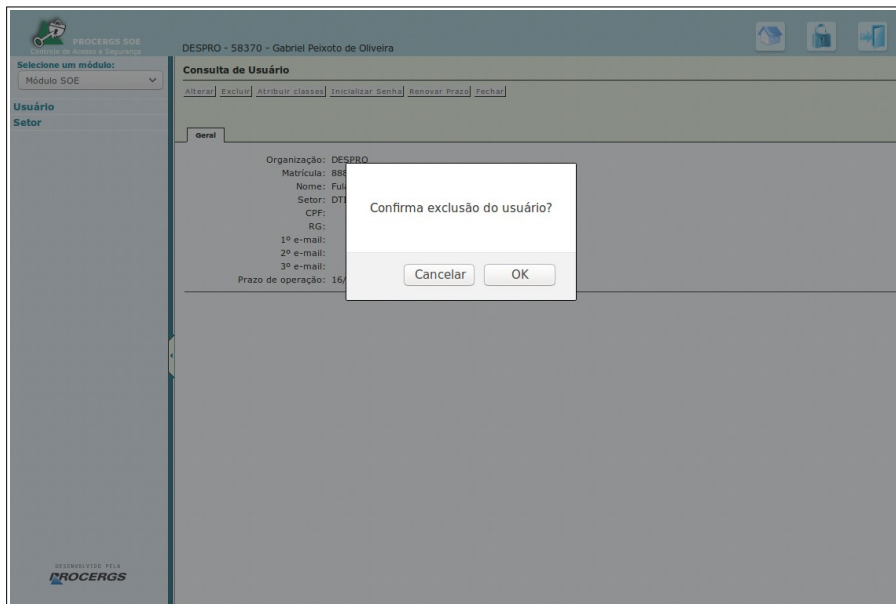 PROCERGS SOE
Controle de Acesso e Segurança
DESPRO - 58370 - Gabriel Peixoto de Oliveira
Selecione um módulo:
Módulo SOE
Usuário
Setor
Consulta de Usuário
Alterar Excluir Atribuir classes Inicializar Senha Renovar Prazo Fechar
Geral
Organização: DESPRO
Matrícula: 888
Nome:
Setor:
CPF:
RG:
1º e-mail:
2º e-mail:
3º e-mail:
Prazo de operação: 16/
Confirma exclusão do usuário?
Cancelar OK
DESENVOLVIDO PELA
PROCERGS